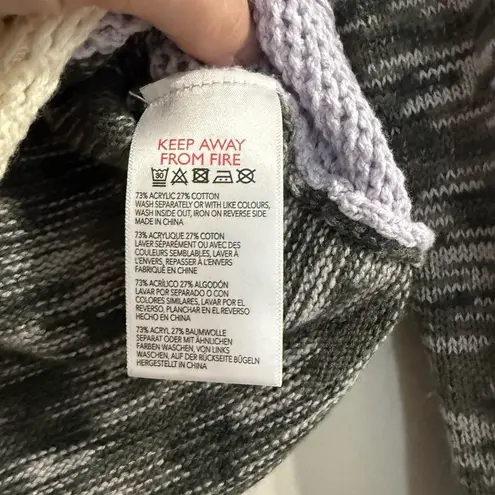 KEEP AWAY
FROM FIRE
30
73% ACRYLIC 27% COTTON
WASH SEPARATELY OR WITH LIKE COLOURS,
WASH INSIDE OUT, IRON ON REVERSE SIDE
MADE IN CHINA
73% ACRYLIQUE 27% COTON
LAVER SÉPARÉMENT OU AVEC DES
COULEURS SEMBLABLES, LAVER À
L'ENVERS, REPASSER À L'ENVERS
FABRIQUÉ EN CHINE
73% ACRÍLICO 27% ALGODÓN
LAVAR POR SEPARADO Ó CON
COLORES SIMILARES, LAVAR POR EL
REVERSO, PLANCHAR EN EL REVERSO
HECHO EN CHINA
73% ACRYL 27% BAUMWOLLE
SEPARAT ODER MIT ÄHNLICHEN
FARBEN WASCHEN, VON LINKS
WASCHEN, AUF DER RÜCKSEITE BÜGELN
HERGESTELLT IN CHINA